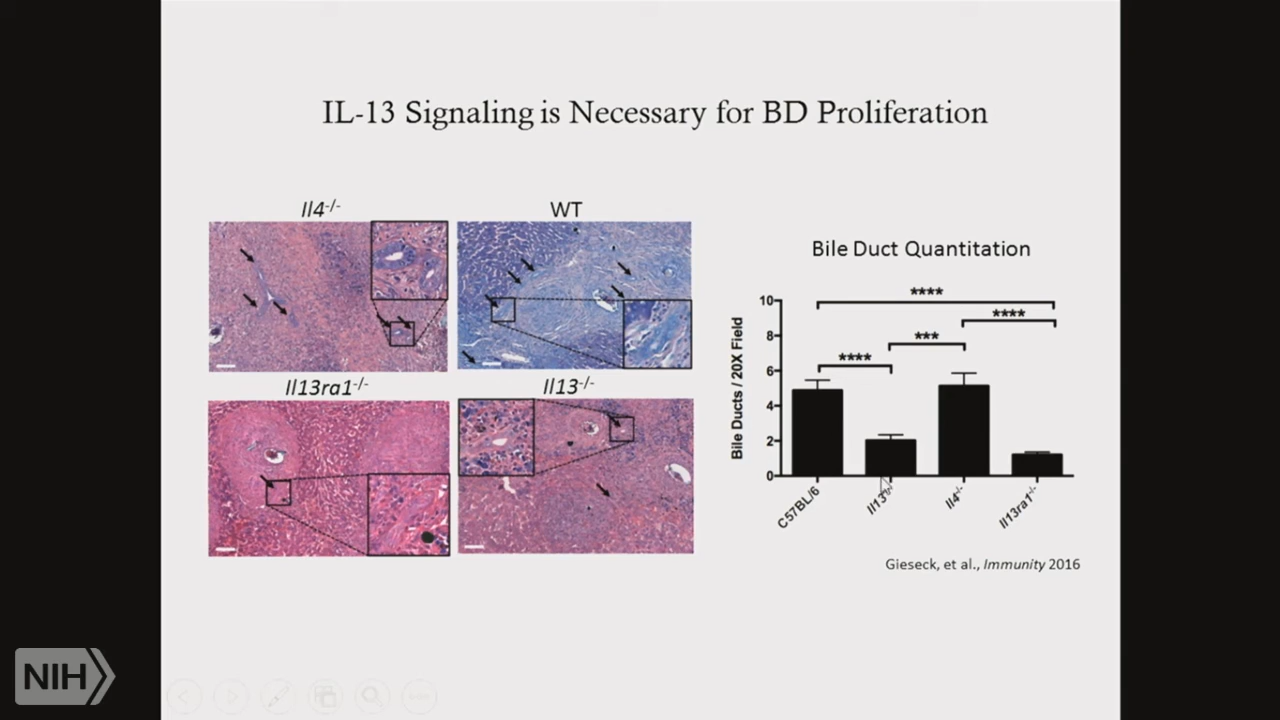 IL-13 Signaling is Necessary for BD Proliferation
Il4-/-
WT
Il13ra1-/-
Il13-/-
Bile Duct Quantitation
Bile Ducts / 20X Field
10
8
6
4
2
0
****
****
***
****
C57BL/6
Il13-/-
Il4-/-
Il13ra1-/-
Gieseck, et al., Immunity 2016
NIH